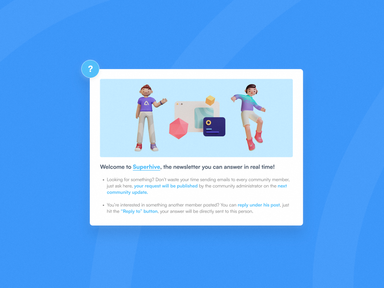 ?
Welcome to Superhive, the newsletter you can answer in real time!
• Looking for something? Don't waste your time sending emails to every community member,
just ask here, your request will be published by the community administrator on the next
community update.
• You're interested in something another member posted? You can reply under his post, just
hit the "Reply to" button, your answer will be directly sent to this person.